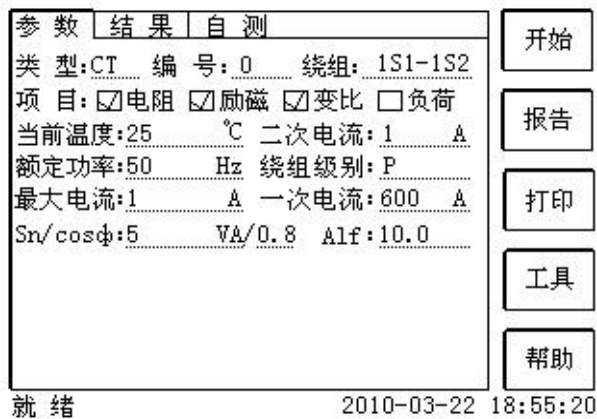 参 数 结 果 自 测
类 型:CT 编 号:0 绕组:1S1-1S2
项 目:☑电阻 ☑励磁 ☑变比 ☐负荷
当前温度:25 ℃ 二次电流:1 A
额定功率:50 Hz 绕组级别:P
最大电流:1 A 一次电流:600 A
Sn/cosф:5 VA/0.8 Alf:10.0
开始
报告
打印
工具
帮助
就 绪 2010-03-22 18:55:20